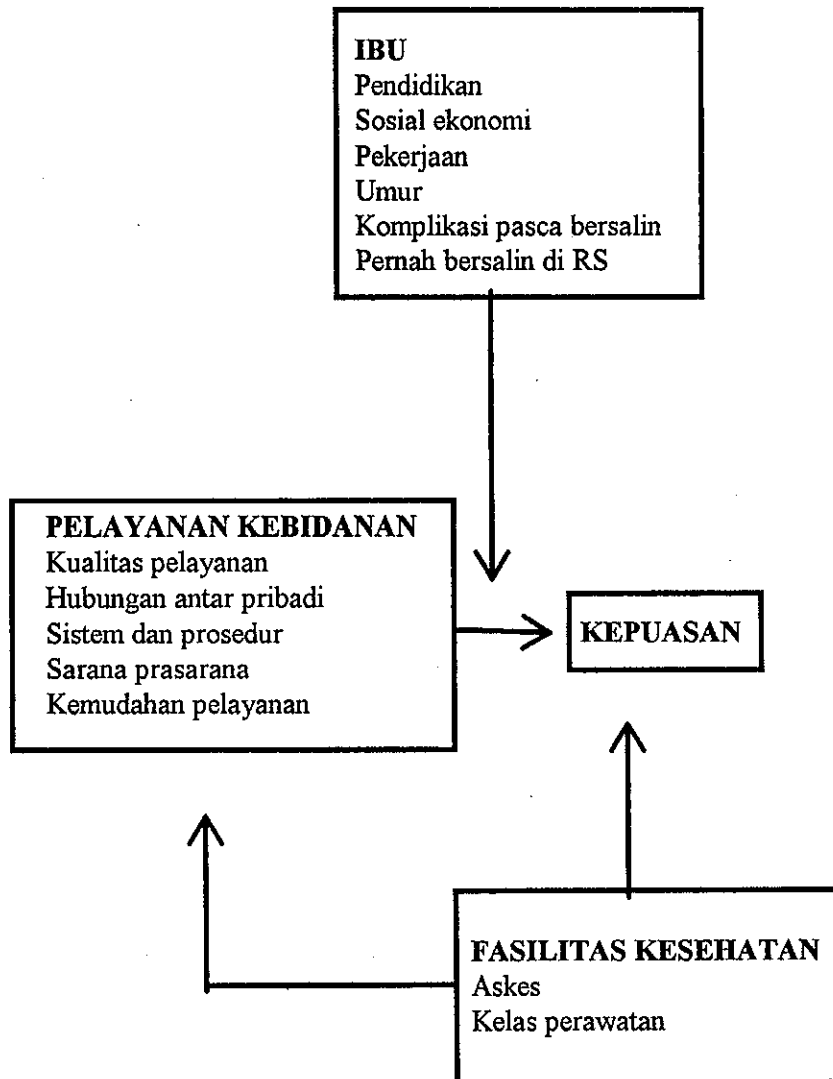 IBU
Pendidikan
Sosial ekonomi
Pekerjaan
Umur
Komplikasi pasca bersalin
Pernah bersalin di RS
PELAYANAN KEBIDANAN
Kualitas pelayanan
Hubungan antar pribadi
Sistem dan prosedur
Sarana prasarana
Kemudahan pelayanan
KEPUASAN
FASILITAS KESEHATAN
Askes
Kelas perawatan